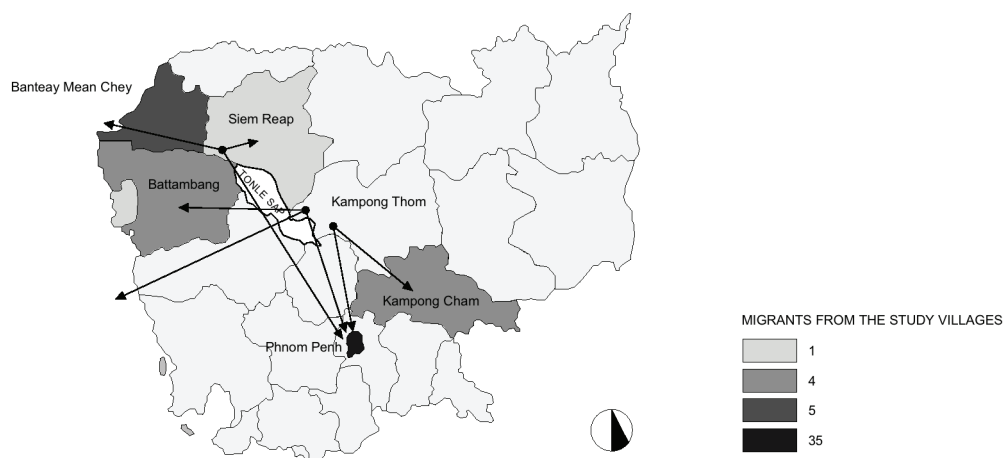 Banteay Mean Chey
Siem Reap
Battambang
TONLE SAP
Kampong Thom
Kampong Cham
Phnom Penh
MIGRANTS FROM THE STUDY VILLAGES
1
4
5
35